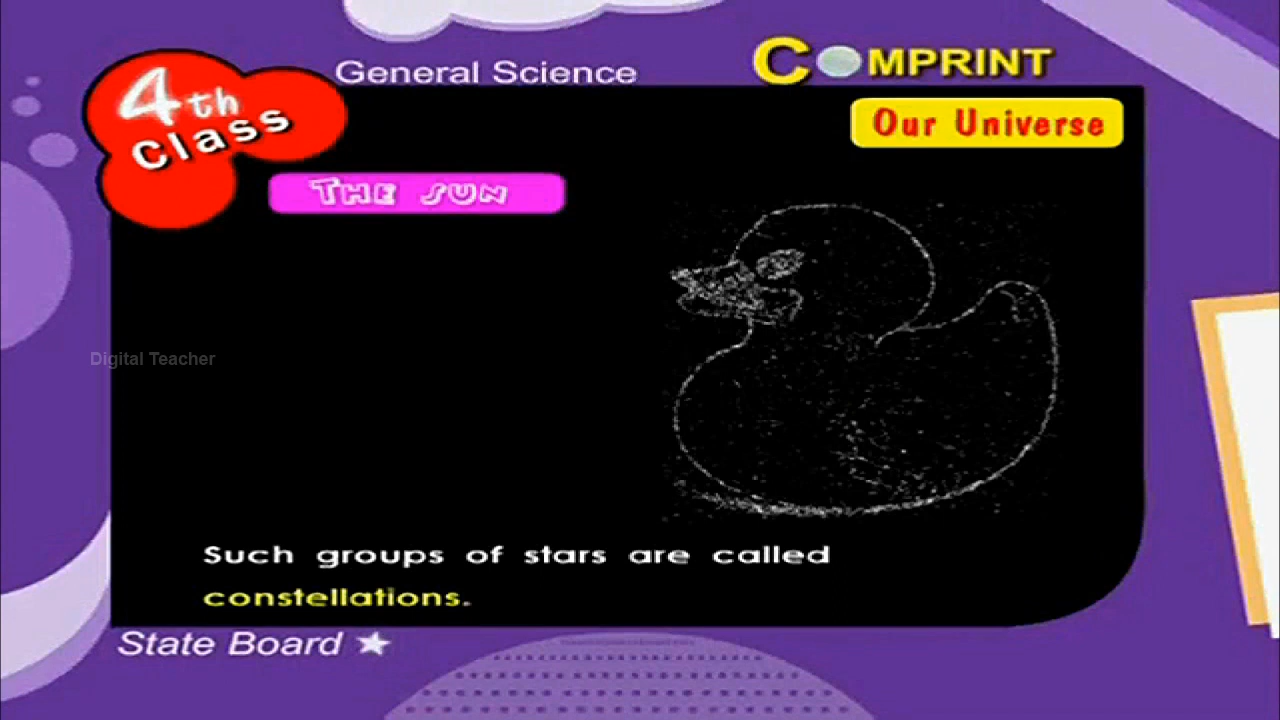 General Science
COMPRINT
4th
Class
Our Universe
THE SUN
Digital Teacher
Such groups of stars are called
constellations.
State Board